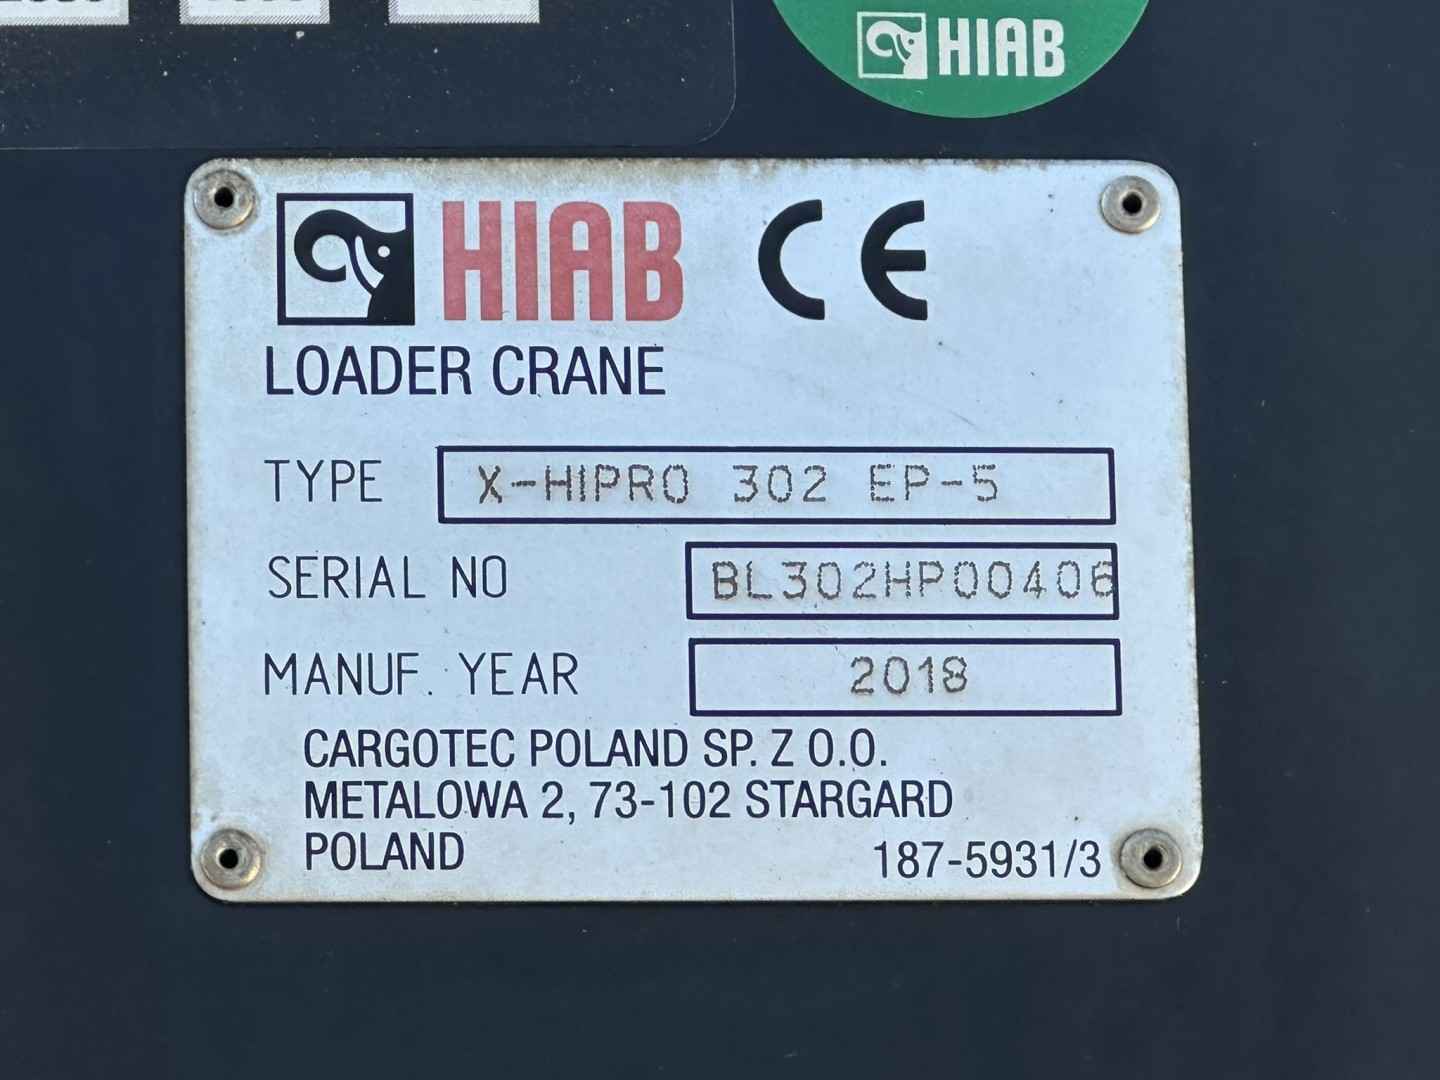 HIAB
HIAB CE
LOADER CRANE
TYPE X-HIPRO 302 EP-5
SERIAL NO BL302HP00406
MANUF. YEAR 2018
CARGOTEC POLAND SP. Z O.O.
METALOWA 2, 73-102 STARGARD
POLAND
187-5931/3